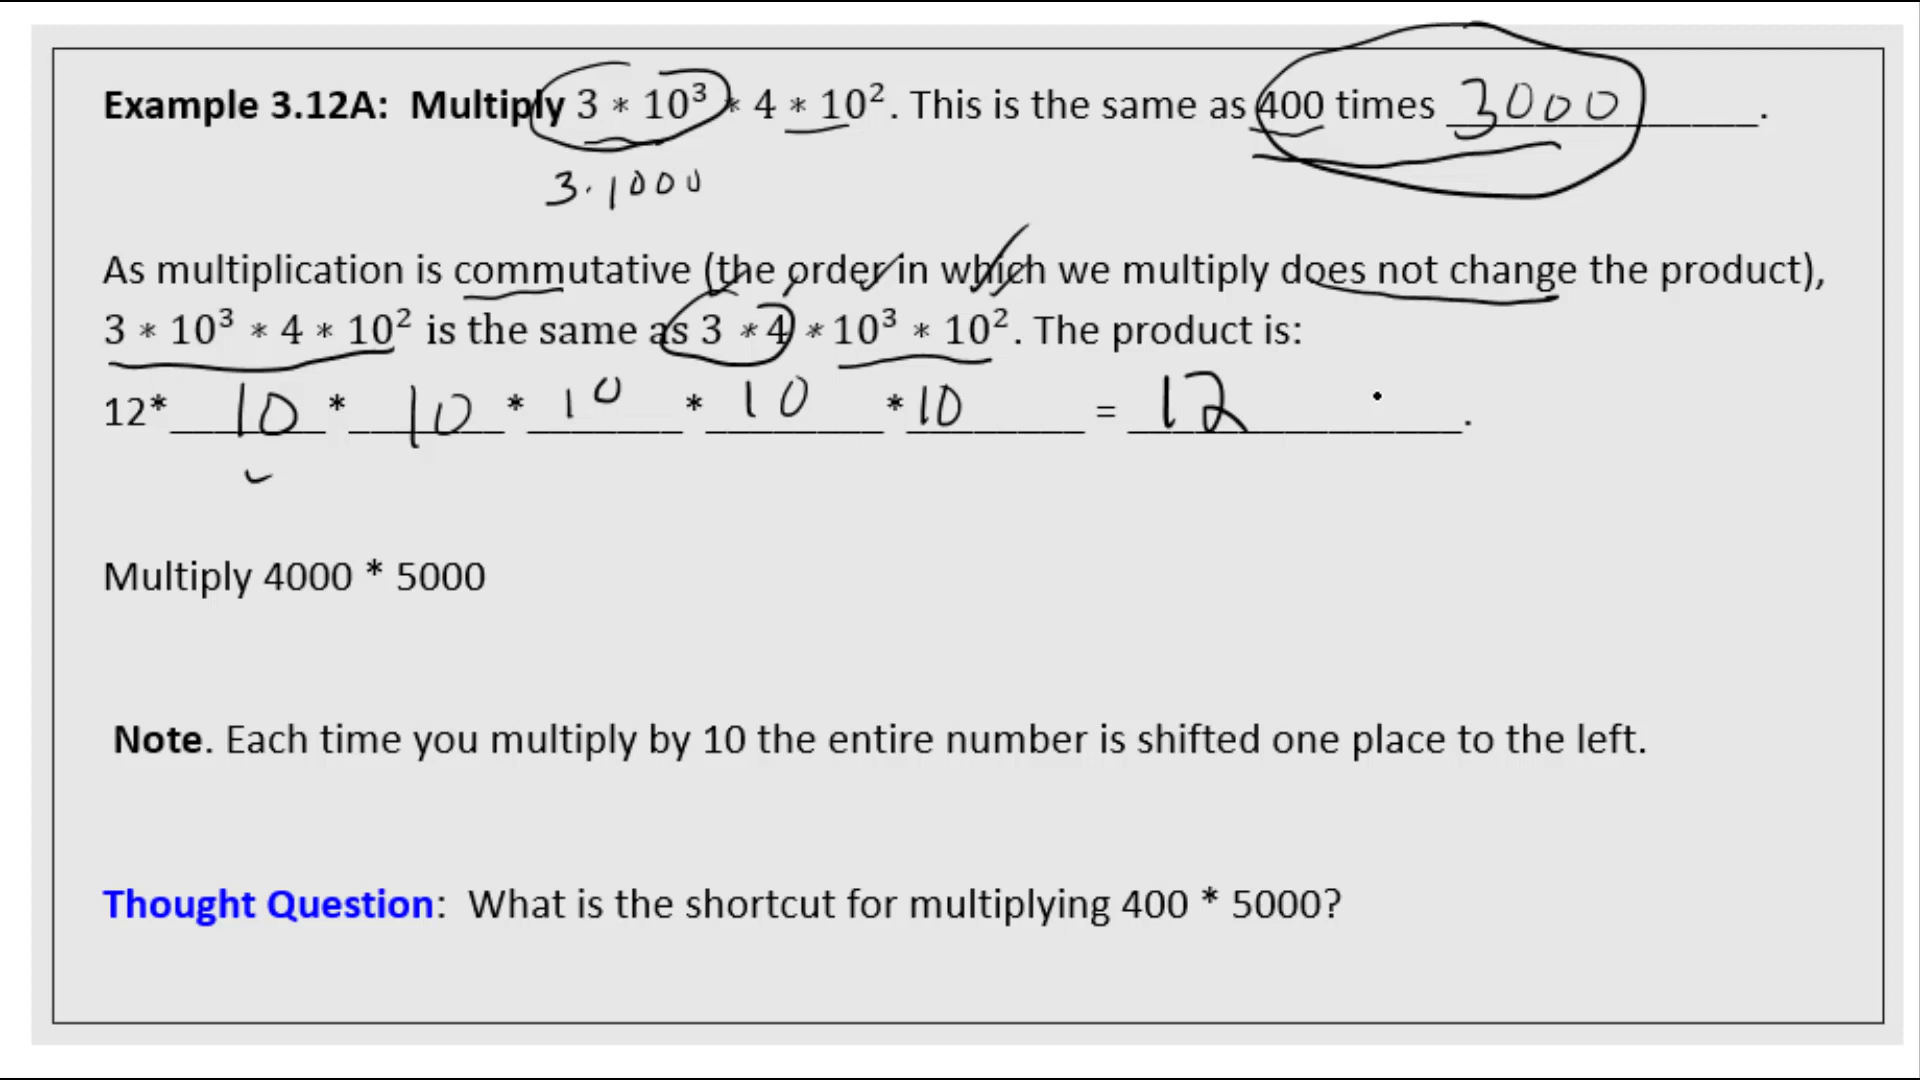 Example 3.12A: Multiply 3 * 10³ * 4 * 10². This is the same as 400 times 3000.
3.1000
As multiplication is commutative (the order in which we multiply does not change the product),
3 * 10³ * 4 * 10² is the same as 3 * 4 * 10³ * 10². The product is:
12* 10 * 10 * 10 * 10 * 10 = 12.
Multiply 4000 * 5000
Note. Each time you multiply by 10 the entire number is shifted one place to the left.
Thought Question: What is the shortcut for multiplying 400 * 5000?